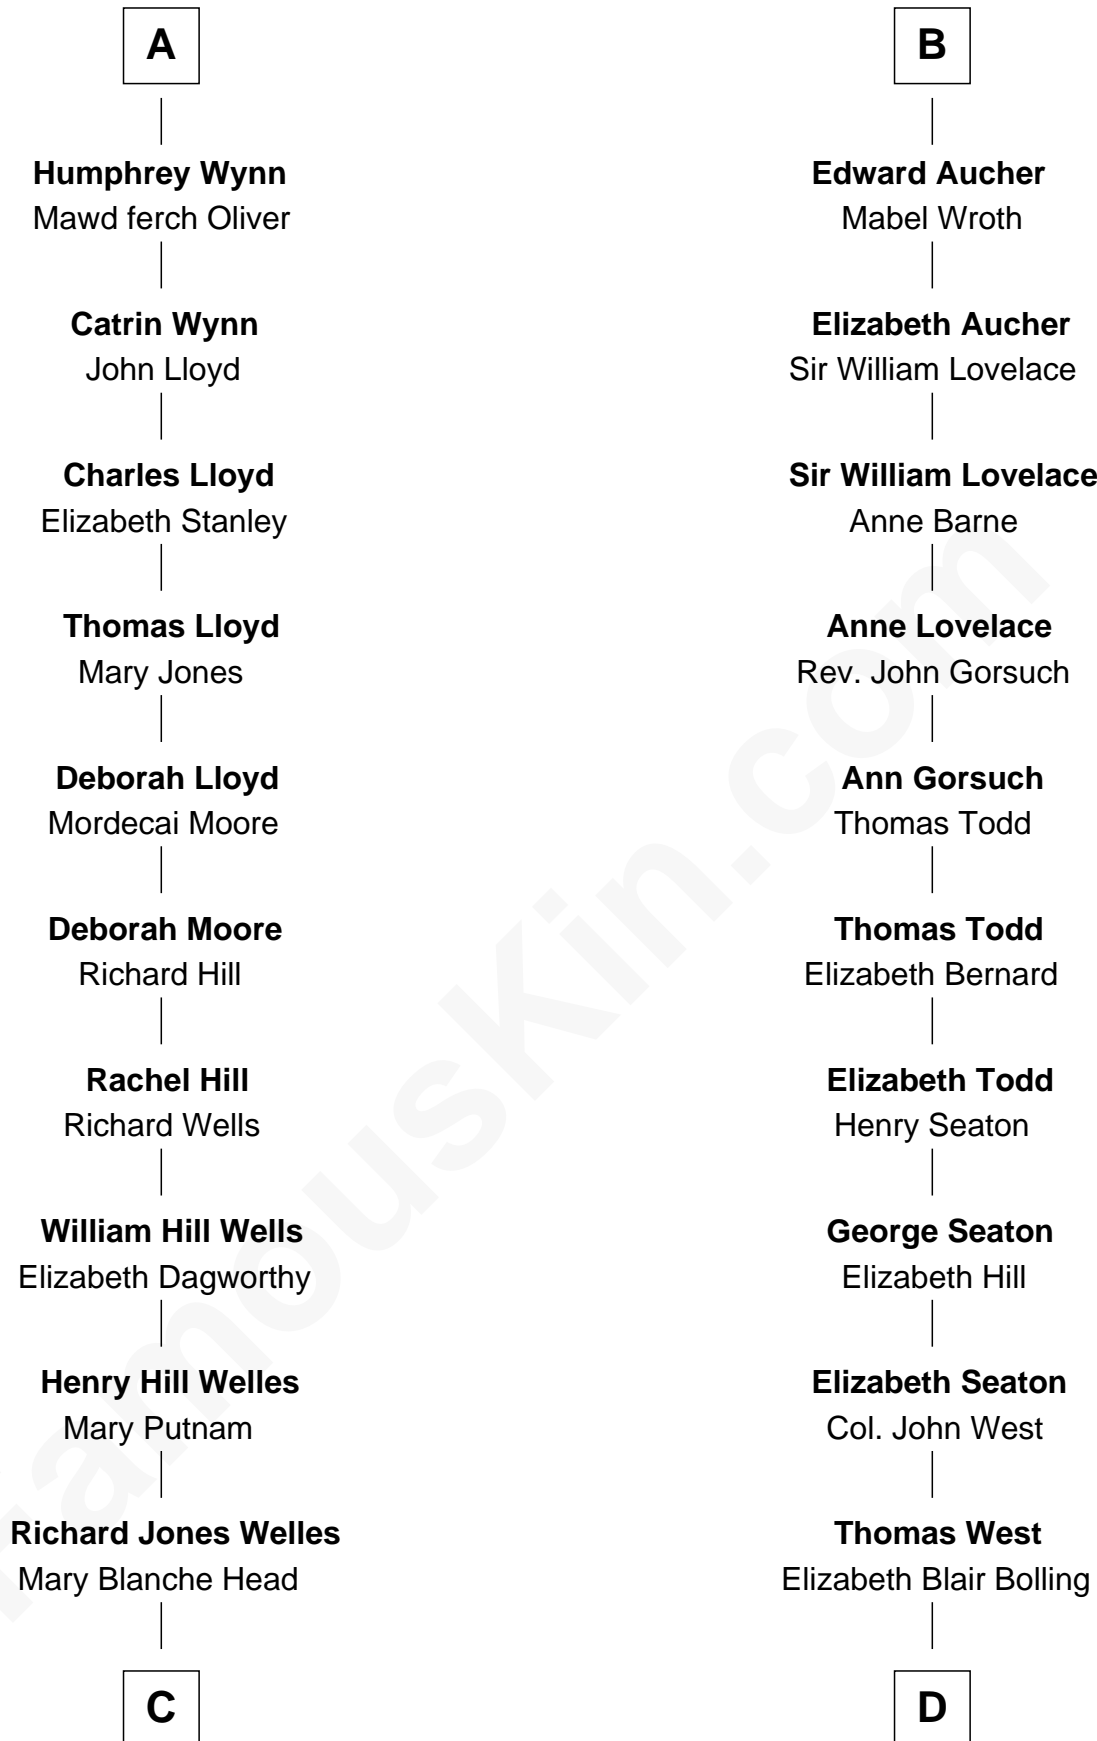 A
Humphrey Wynn
Mawd ferch Oliver
Catrin Wynn
John Lloyd
Charles Lloyd
Elizabeth Stanley
Thomas Lloyd
Mary Jones
Deborah Lloyd
Mordecai Moore
Deborah Moore
Richard Hill
Rachel Hill
Richard Wells
William Hill Wells
Elizabeth Dagworthy
Henry Hill Welles
Mary Putnam
Richard Jones Welles
Mary Blanche Head
C
B
Edward Aucher
Mabel Wroth
Elizabeth Aucher
Sir William Lovelace
Sir William Lovelace
Anne Barne
Anne Lovelace
Rev. John Gorsuch
Ann Gorsuch
Thomas Todd
Thomas Todd
Elizabeth Bernard
Elizabeth Todd
Henry Seaton
George Seaton
Elizabeth Hill
Elizabeth Seaton
Col. John West
Thomas West
Elizabeth Blair Bolling
D
FamousKin.com